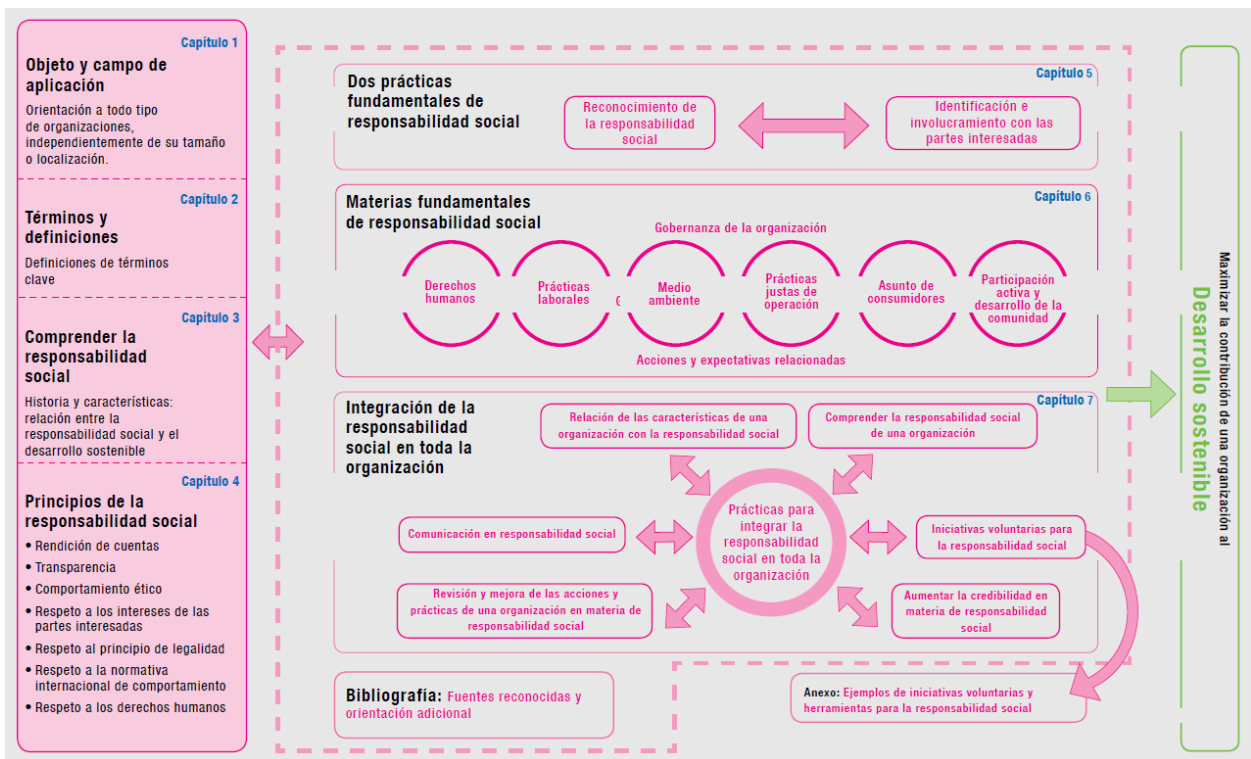 Capítulo 1
Objeto y campo de
aplicación
Orientación a todo tipo
de organizaciones,
independientemente de su tamaño
o localización.
Capítulo 2
Términos y
definiciones
Definiciones de términos
clave
Capítulo 3
Comprender la
responsabilidad
social
Historia y características:
relación entre la
responsabilidad social y el
desarrollo sostenible
Capítulo 4
Principios de la
responsabilidad social
• Rendición de cuentas
• Transparencia
• Comportamiento ético
• Respeto a los intereses de las
partes interesadas
• Respeto al principio de legalidad
• Respeto a la normativa
internacional de comportamiento
• Respeto a los derechos humanos
Capítulo 5
Dos prácticas
fundamentales de
responsabilidad social
Reconocimiento de
la responsabilidad
social
Identificación e
involucramiento con las
partes interesadas
Capítulo 6
Materias fundamentales
de responsabilidad social
Gobernanza de la organización
Derechos
humanos
Prácticas
laborales
Medio
ambiente
Prácticas
justas de
operación
Asunto de
consumidores
Participación
activa y
desarrollo de la
comunidad
Acciones y expectativas relacionadas
Capítulo 7
Integración de la
responsabilidad
social en toda la
organización
Relación de las características de una
organización con la responsabilidad social
Comprender la responsabilidad social
de una organización
Comunicación en responsabilidad social
Prácticas para
integrar la
responsabilidad
social en toda la
organización
Iniciativas voluntarias para
la responsabilidad social
Revisión y mejora de las acciones y
prácticas de una organización en materia de
responsabilidad social
Aumentar la credibilidad en
materia de responsabilidad
social
Bibliografía: Fuentes reconocidas y
orientación adicional
Anexo: Ejemplos de iniciativas voluntarias y
herramientas para la responsabilidad social
Maximizar la contribución de una organización al
Desarrollo sostenible